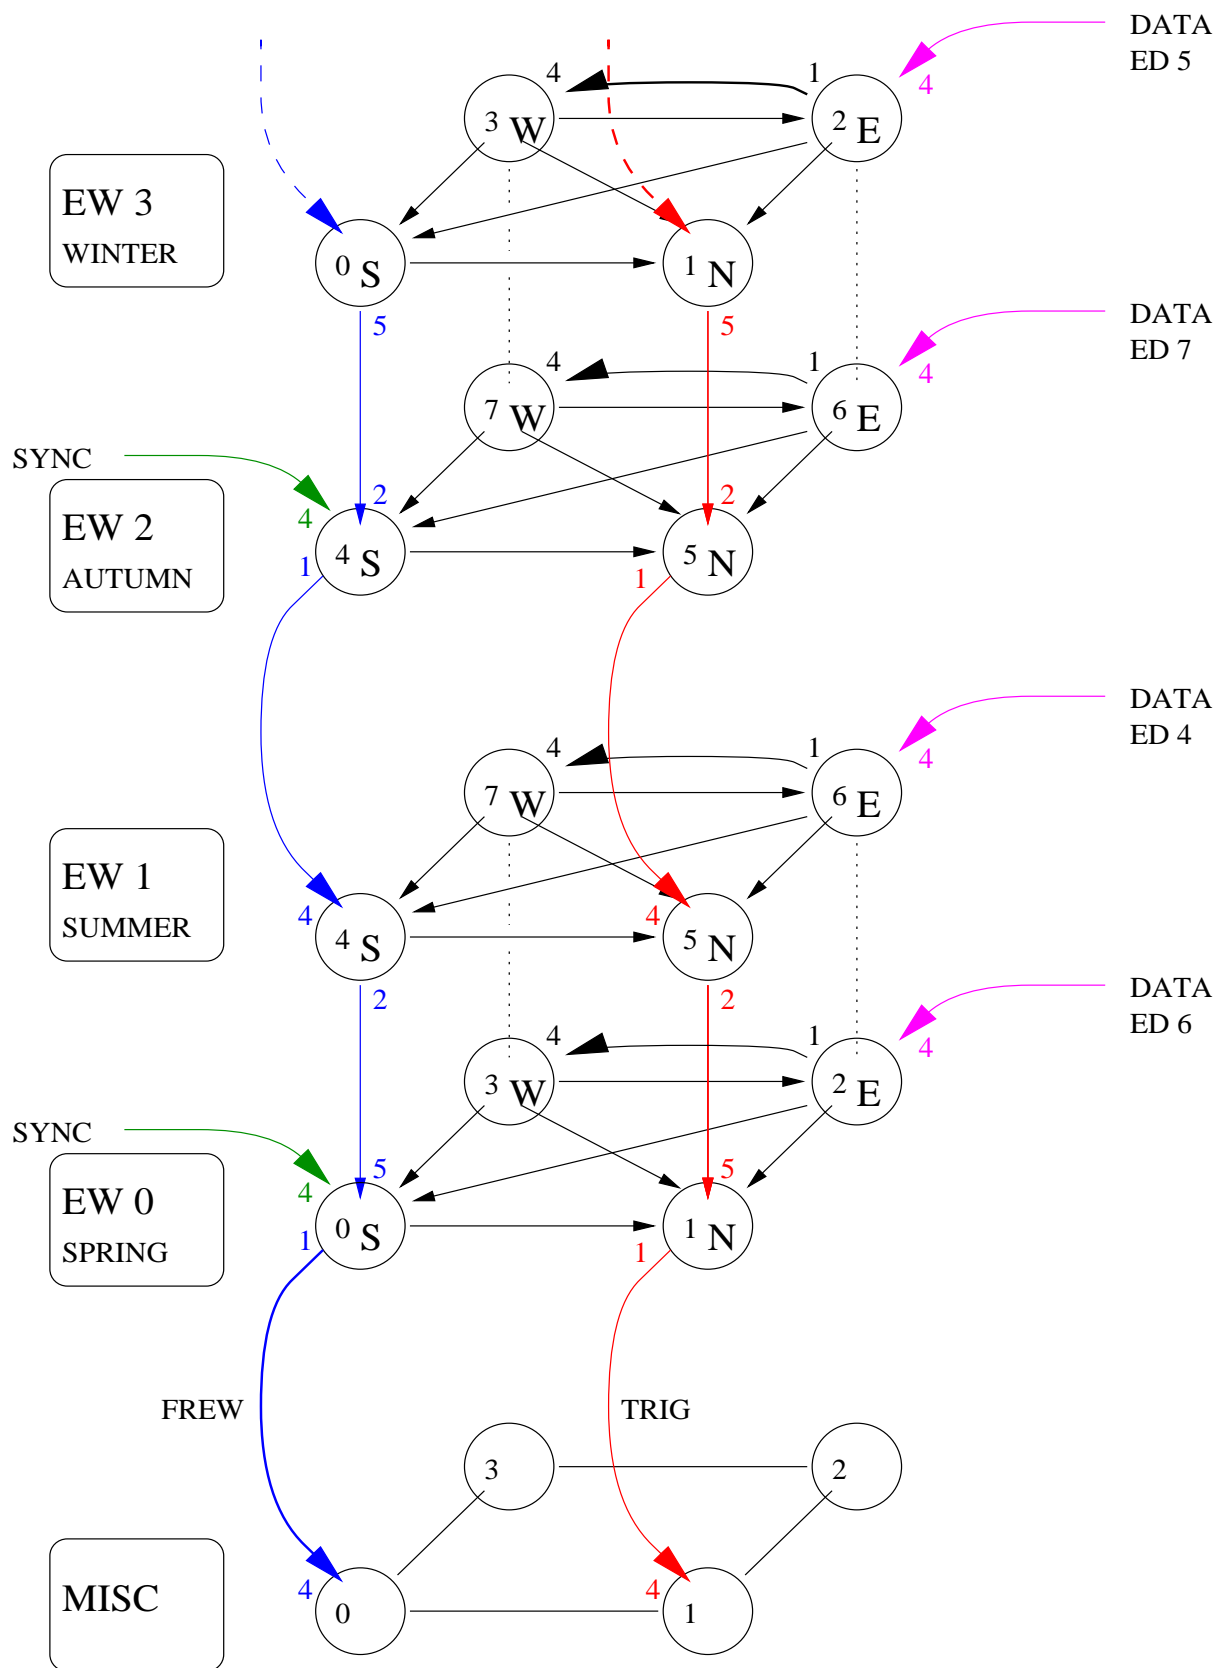 DATA
ED 5
4
1
4
3 W
2 E
EW 3
WINTER
0 S
1 N
5
5
DATA
ED 7
4
1
4
7 W
6 E
SYNC
4
2
2
EW 2
AUTUMN
4 S
5 N
1
1
DATA
ED 4
4
1
4
7 W
6 E
EW 1
SUMMER
4
4 S
4
5 N
2
2
DATA
ED 6
4
1
4
3 W
2 E
SYNC
4
5
5
EW 0
SPRING
0 S
1 N
1
1
FREW
TRIG
3
2
MISC
4
0
4
1